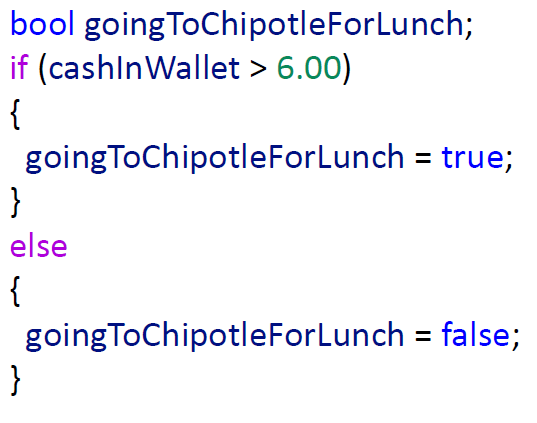 bool goingToChipotleForLunch;
if (cashInWallet > 6.00)
{
  goingToChipotleForLunch = true;
}
else
{
  goingToChipotleForLunch = false;
}